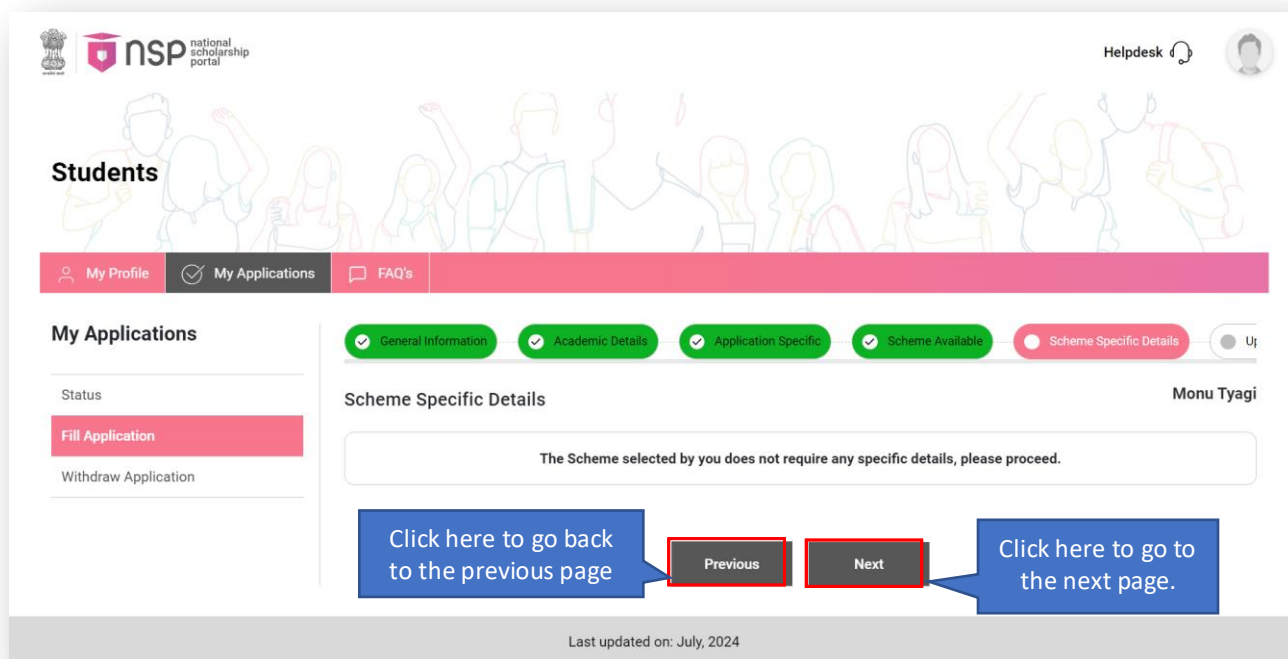 nsp national
scholarship
portal
Helpdesk
Students
My Profile
My Applications
FAQ's
My Applications
General Information
Academic Details
Application Specific
Scheme Available
Scheme Specific Details
Status
Scheme Specific Details
Monu Tyagi
Fill Application
The Scheme selected by you does not require any specific details, please proceed.
Withdraw Application
Click here to go back
to the previous page
Previous
Next
Click here to go to
the next page.
Last updated on: July, 2024